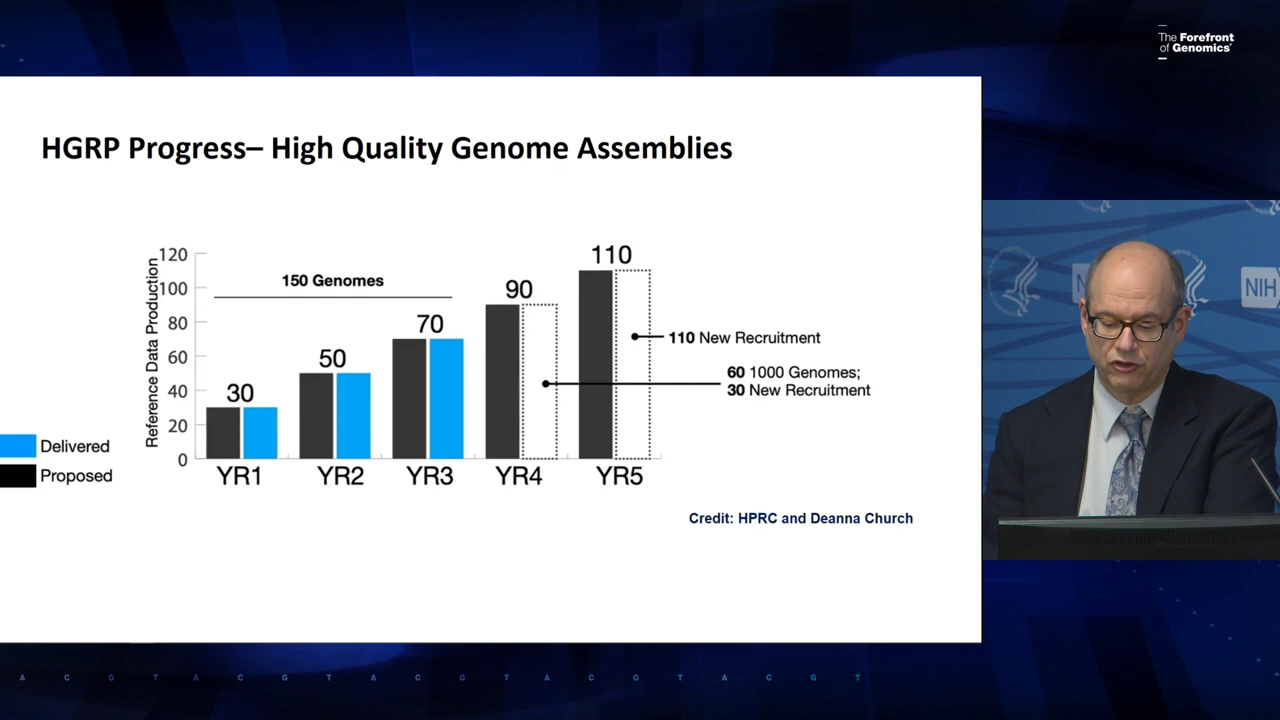 The Forefront
of Genomics
HGRP Progress– High Quality Genome Assemblies
Reference Data Production
120
100
80
60
40
20
0
150 Genomes
30
50
70
90
110
110 New Recruitment
60 1000 Genomes;
30 New Recruitment
YR1
YR2
YR3
YR4
YR5
Delivered
Proposed
Credit: HPRC and Deanna Church
NIH
A C G T A C G T A C G T A C G T A C G T